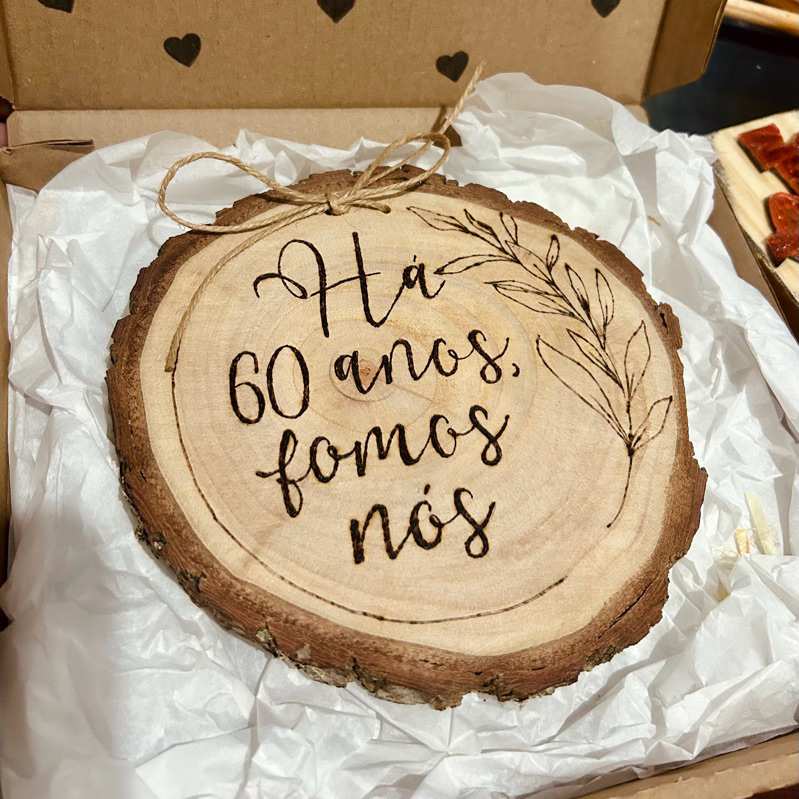 Há
60 anos,
fomos
nós